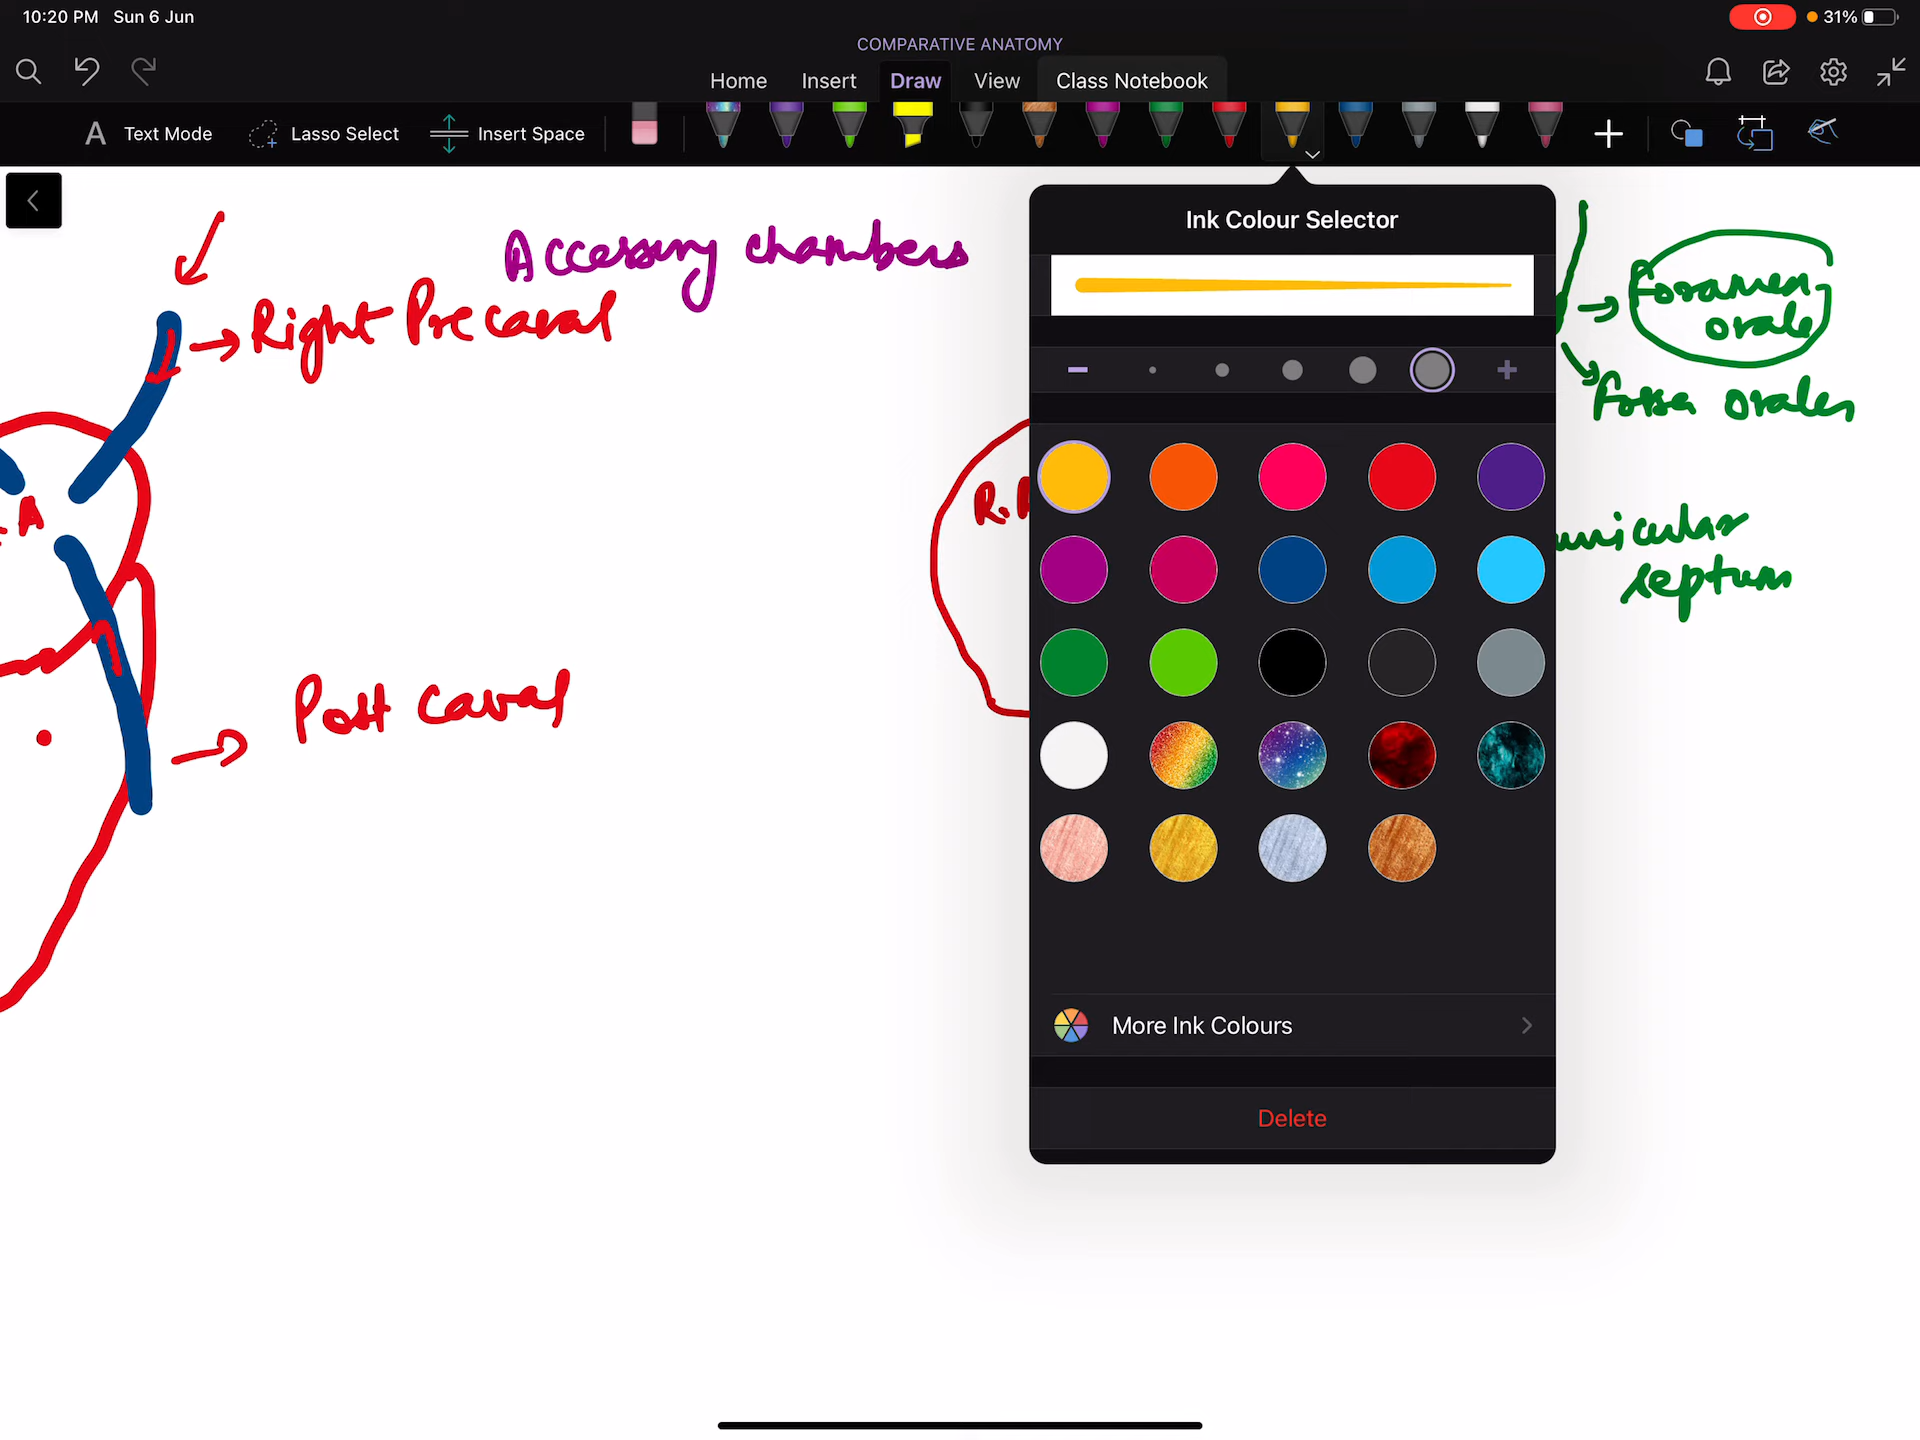 10:20 PM Sun 6 Jun
31%
COMPARATIVE ANATOMY
Home Insert Draw View Class Notebook
A Text Mode Lasso Select Insert Space
Ink Colour Selector
Accessory chambers
Right Precaval
Foramen
ovale
Fossa ovales
R.A
A
unicular
septum
Post caval
More Ink Colours
Delete